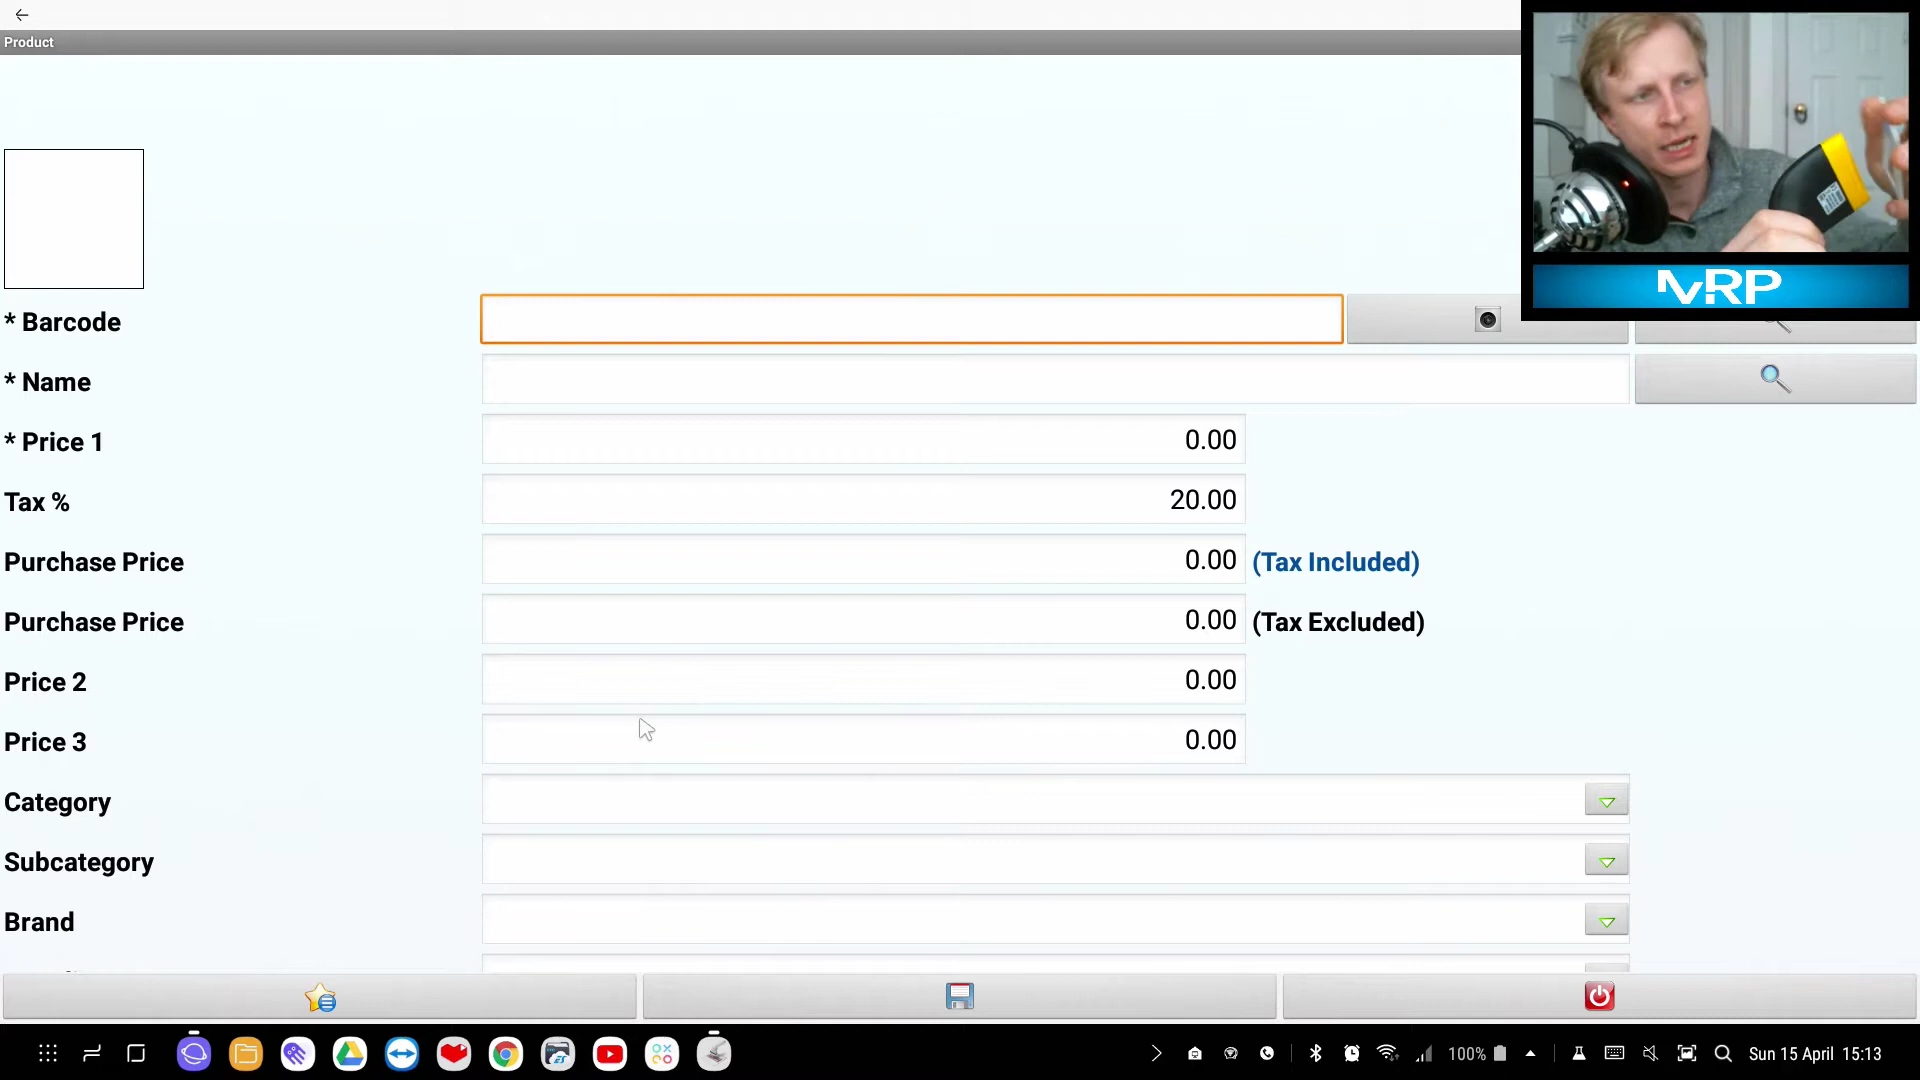 Product
MRP
* Barcode
* Name
* Price 1
0.00
Tax %
20.00
Purchase Price
0.00
(Tax Included)
Purchase Price
0.00
(Tax Excluded)
Price 2
0.00
Price 3
0.00
Category
Subcategory
Brand
100%
Sun 15 April 15:13